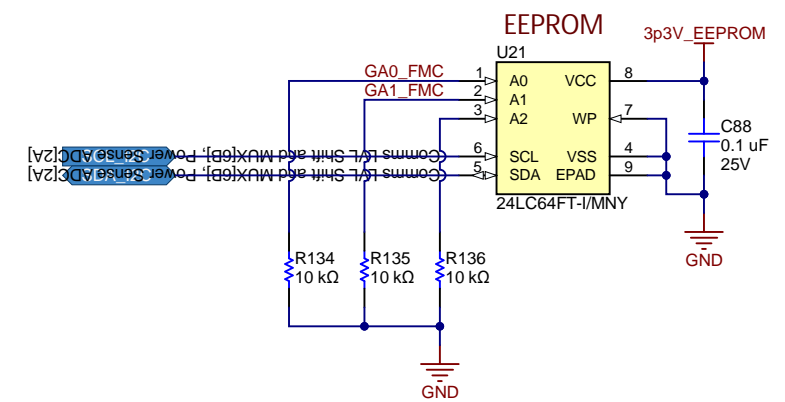 EEPROM
3p3V_EEPROM
U21
GA0_FMC
1
A0
VCC
8
GA1_FMC
2
A1
3
A2
WP
7
C88
0.1 uF
25V
6
SCL
VSS
4
5
SDA
EPAD
9
24LC64FT-I/MNY
Comms L/L Shift and MUX[6B], Power Sense ADC[2A]
Comms L/L Shift and MUX[6B], Power Sense ADC[2A]
R134
10 kΩ
R135
10 kΩ
R136
10 kΩ
GND
GND